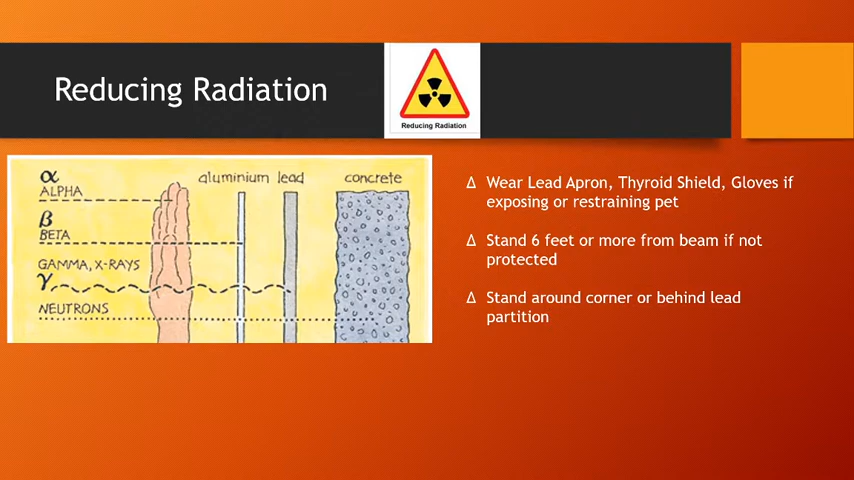 Reducing Radiation
Reducing Radiation
α
ALPHA
β
BETA
GAMMA, X-RAYS
γ
NEUTRONS
aluminium lead concrete
Δ Wear Lead Apron, Thyroid Shield, Gloves if
exposing or restraining pet
Δ Stand 6 feet or more from beam if not
protected
Δ Stand around corner or behind lead
partition